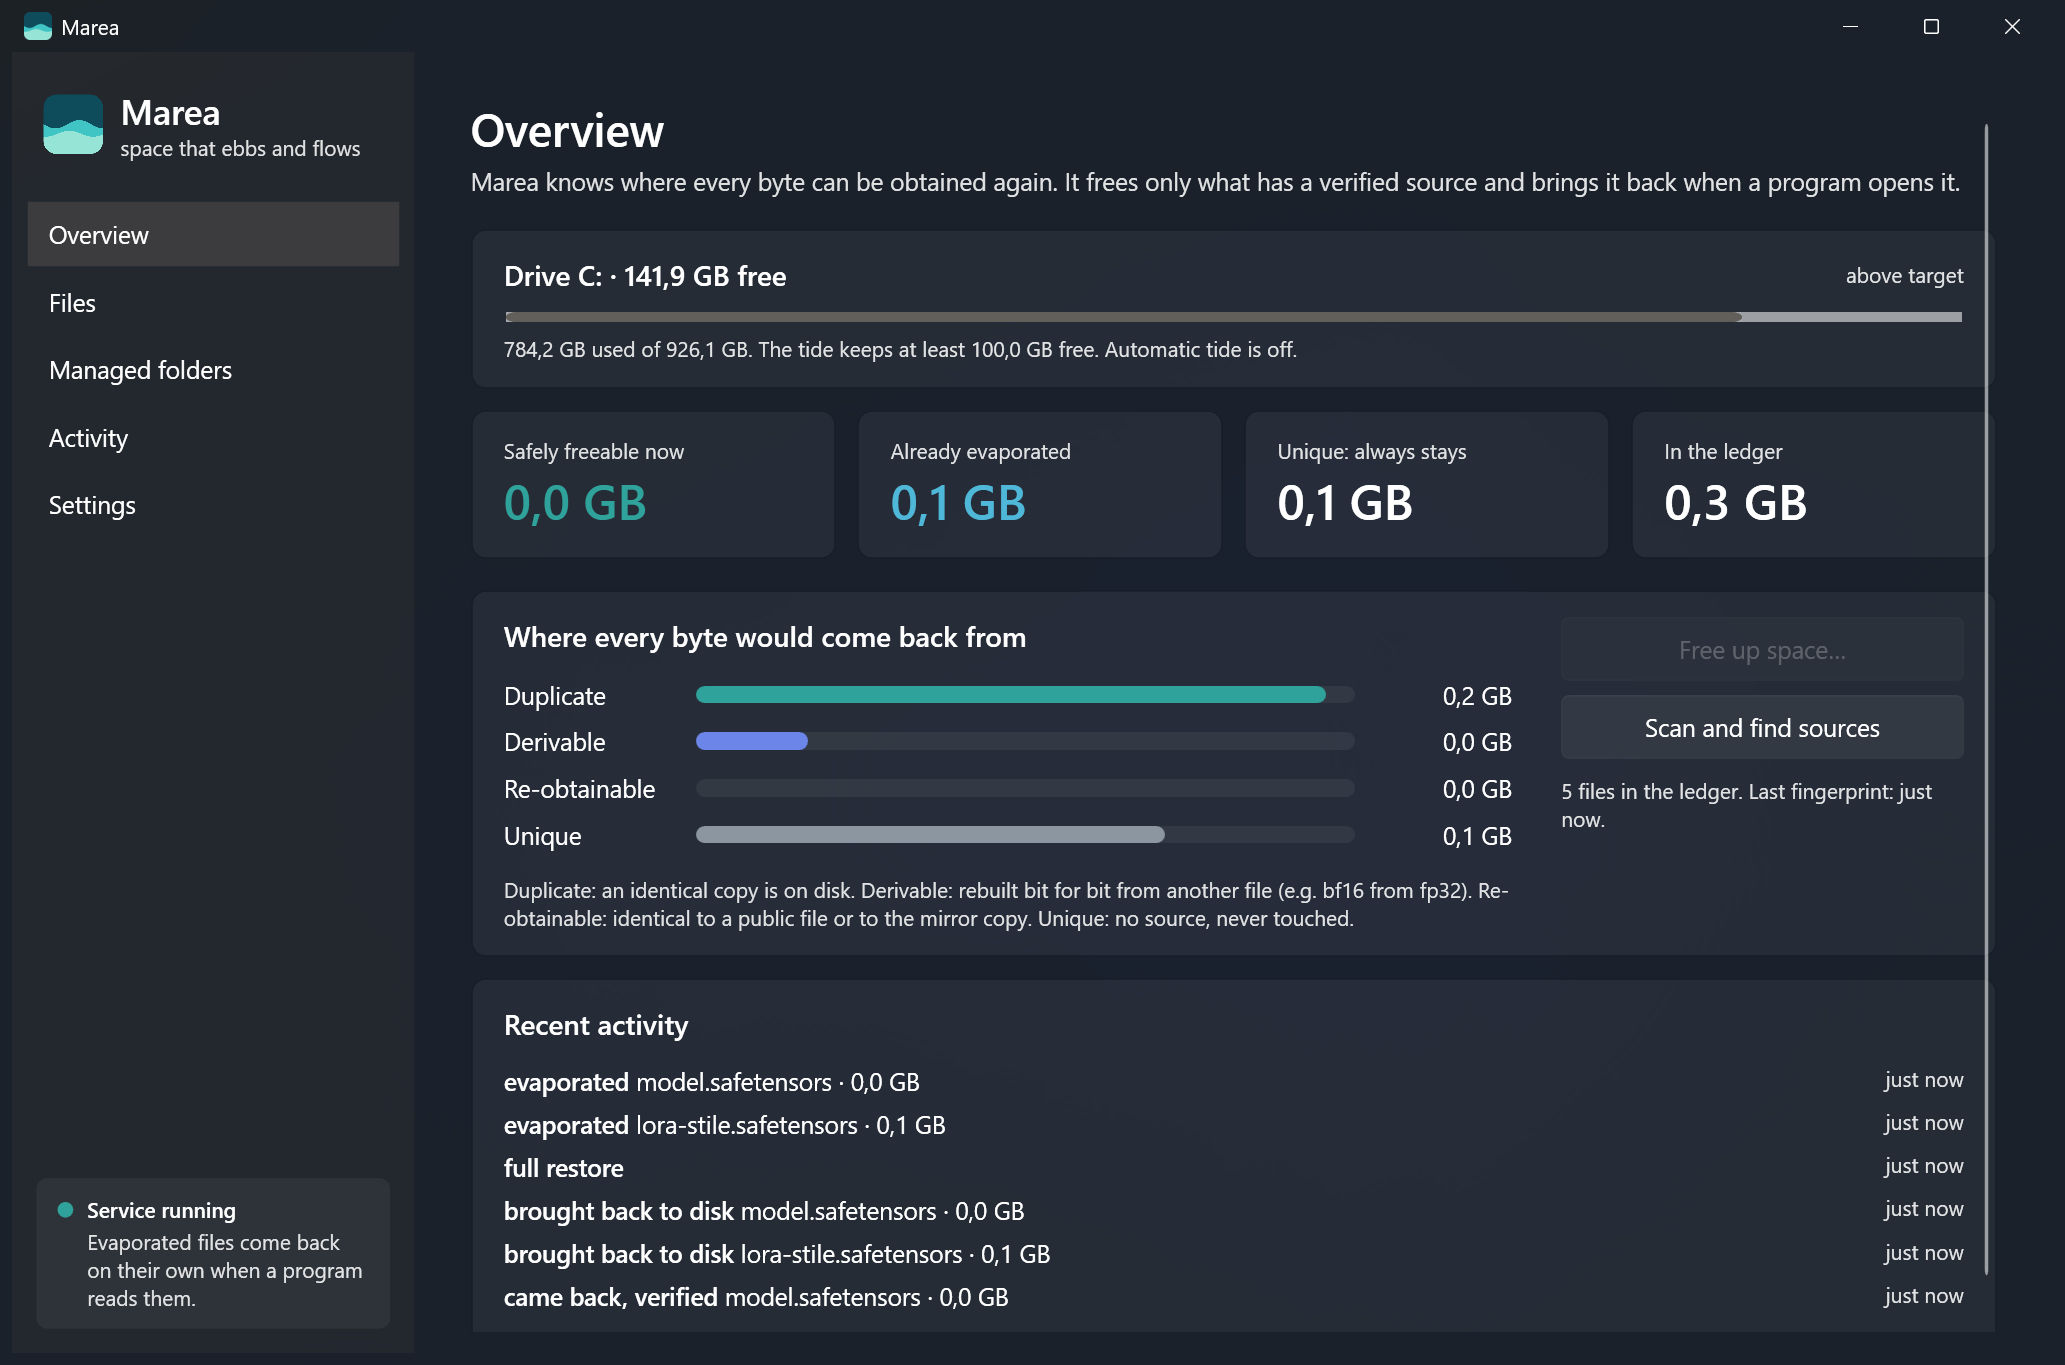 Marea
Marea
space that ebbs and flows
Overview
Files
Managed folders
Activity
Settings
Service running
Evaporated files come back
on their own when a program
reads them.
Overview
Marea knows where every byte can be obtained again. It frees only what has a verified source and brings it back when a program opens it.
Drive C: · 141,9 GB free
above target
784,2 GB used of 926,1 GB. The tide keeps at least 100,0 GB free. Automatic tide is off.
Safely freeable now
0,0 GB
Already evaporated
0,1 GB
Unique: always stays
0,1 GB
In the ledger
0,3 GB
Where every byte would come back from
Duplicate 0,2 GB
Derivable 0,0 GB
Re-obtainable 0,0 GB
Unique 0,1 GB
Duplicate: an identical copy is on disk. Derivable: rebuilt bit for bit from another file (e.g. bf16 from fp32). Re-
obtainable: identical to a public file or to the mirror copy. Unique: no source, never touched.
Free up space...
Scan and find sources
5 files in the ledger. Last fingerprint: just
now.
Recent activity
evaporated model.safetensors · 0,0 GB just now
evaporated lora-stile.safetensors · 0,1 GB just now
full restore just now
brought back to disk model.safetensors · 0,0 GB just now
brought back to disk lora-stile.safetensors · 0,1 GB just now
came back, verified model.safetensors · 0,0 GB just now